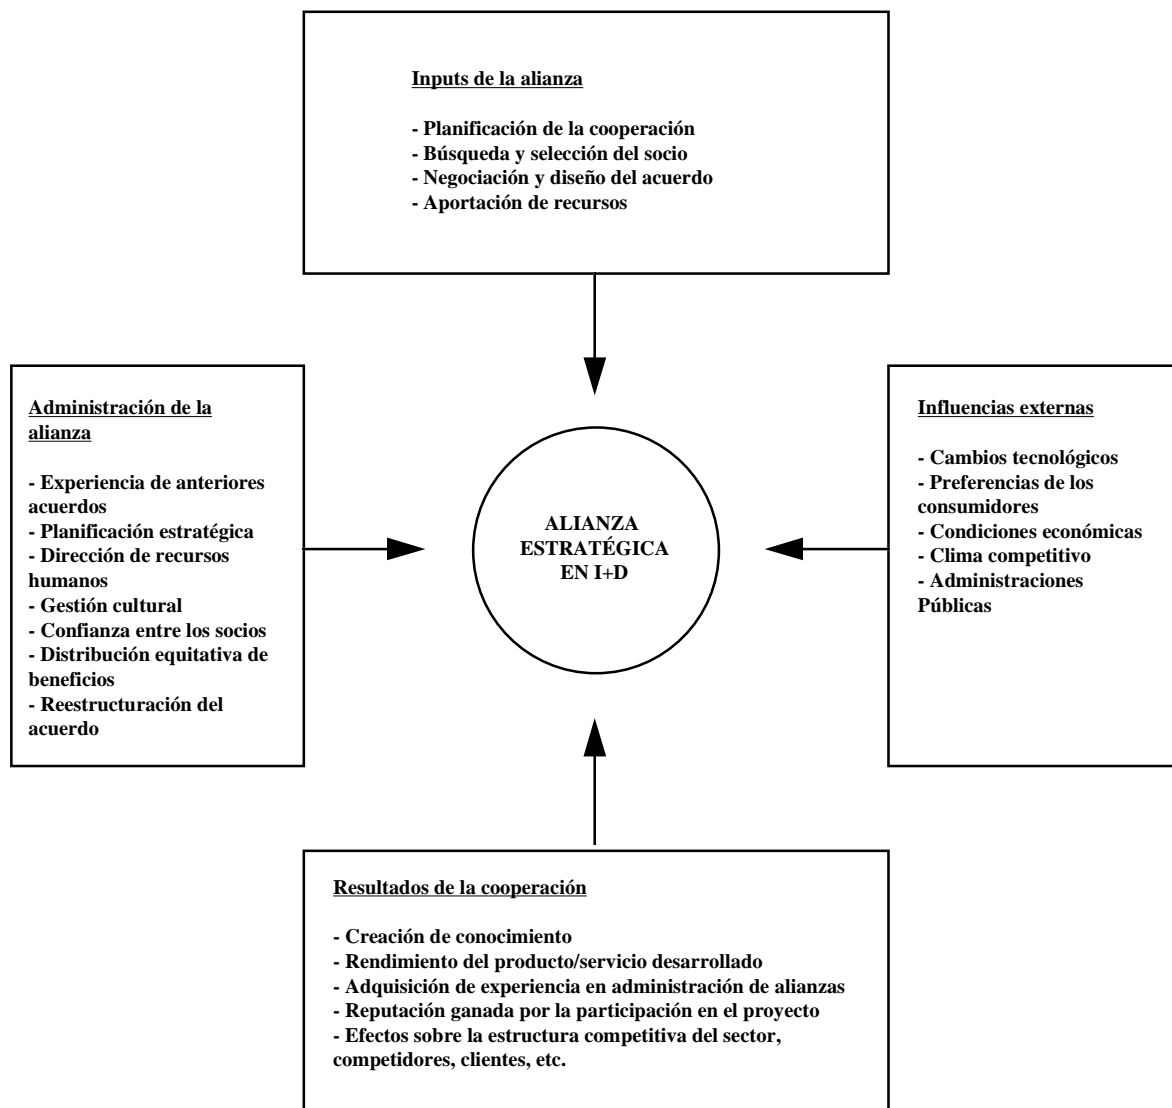 Inputs de la alianza
- Planificación de la cooperación
- Búsqueda y selección del socio
- Negociación y diseño del acuerdo
- Aportación de recursos
Administración de la
alianza
- Experiencia de anteriores
acuerdos
- Planificación estratégica
- Dirección de recursos
humanos
- Gestión cultural
- Confianza entre los socios
- Distribución equitativa de
beneficios
- Reestructuración del
acuerdo
ALIANZA
ESTRATÉGICA
EN I+D
Influencias externas
- Cambios tecnológicos
- Preferencias de los
consumidores
- Condiciones económicas
- Clima competitivo
- Administraciones
Públicas
Resultados de la cooperación
- Creación de conocimiento
- Rendimiento del producto/servicio desarrollado
- Adquisición de experiencia en administración de alianzas
- Reputación ganada por la participación en el proyecto
- Efectos sobre la estructura competitiva del sector,
competidores, clientes, etc.